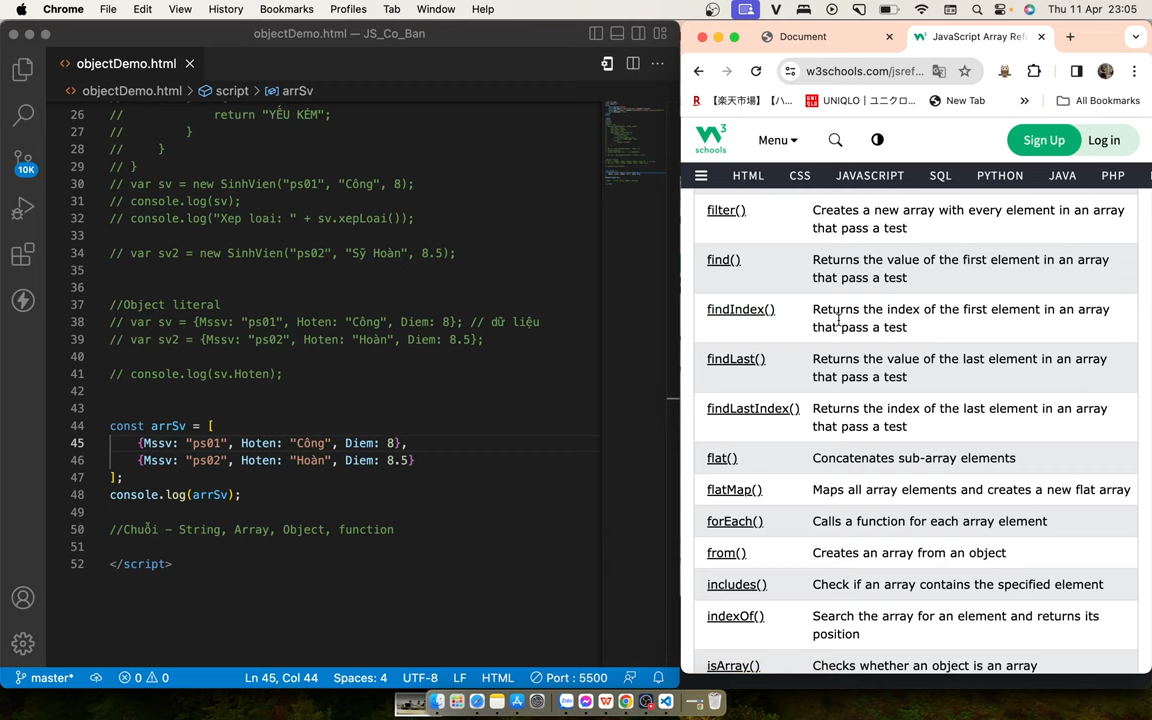 Chrome File Edit View History Bookmarks Profiles Tab Window Help Thu 11 Apr 23:05
objectDemo.html — JS_Co_Ban
objectDemo.html
objectDemo.html > script > arrSv
26 // return "YẾU KÉM";
27 // }
28 // }
29 // }
30 // var sv = new SinhVien("ps01", "Công", 8);
31 // console.log(sv);
32 // console.log("Xep loai: " + sv.xepLoai());
33
34 // var sv2 = new SinhVien("ps02", "Sỹ Hoàn", 8.5);
35
36
37 //Object literal
38 // var sv = {Mssv: "ps01", Hoten: "Công", Diem: 8}; // dữ liệu
39 // var sv2 = {Mssv: "ps02", Hoten: "Hoàn", Diem: 8.5};
40
41 // console.log(sv.Hoten);
42
43
44 const arrSv = [
45 {Mssv: "ps01", Hoten: "Công", Diem: 8},
46 {Mssv: "ps02", Hoten: "Hoàn", Diem: 8.5}
47 ];
48 console.log(arrSv);
49
50 //Chuỗi – String, Array, Object, function
51
52 </script>
10K
master* 0 0 Ln 45, Col 44 Spaces: 4 UTF-8 LF HTML Port : 5500
Document
JavaScript Array Ref
w3schools.com/jsref...
R 【楽天市場】【ハ... UNIQLO｜ユニクロ... New Tab » All Bookmarks
W3 schools Menu Sign Up Log in
HTML CSS JAVASCRIPT SQL PYTHON JAVA PHP
filter() Creates a new array with every element in an array
that pass a test
find() Returns the value of the first element in an array
that pass a test
findIndex() Returns the index of the first element in an array
that pass a test
findLast() Returns the value of the last element in an array
that pass a test
findLastIndex() Returns the index of the last element in an array
that pass a test
flat() Concatenates sub-array elements
flatMap() Maps all array elements and creates a new flat array
forEach() Calls a function for each array element
from() Creates an array from an object
includes() Check if an array contains the specified element
indexOf() Search the array for an element and returns its
position
isArray() Checks whether an object is an array